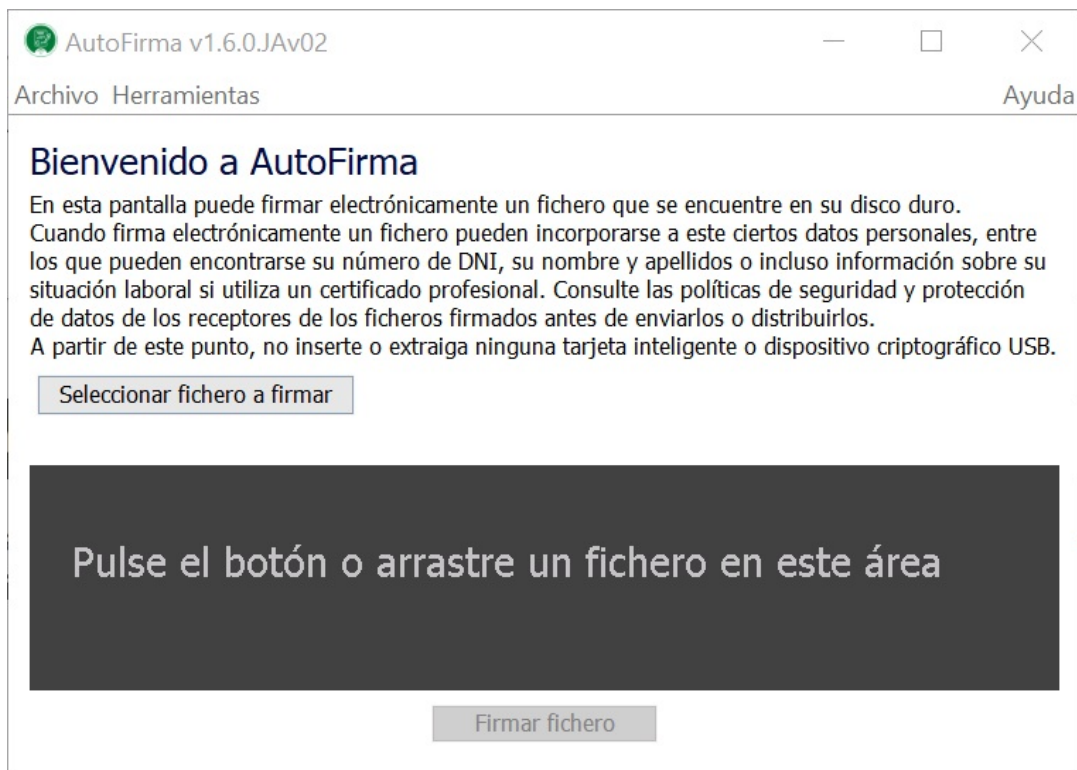 AutoFirma v1.6.0.JAv02
Archivo Herramientas Ayuda
Bienvenido a AutoFirma
En esta pantalla puede firmar electrónicamente un fichero que se encuentre en su disco duro.
Cuando firma electrónicamente un fichero pueden incorporarse a este ciertos datos personales, entre
los que pueden encontrarse su número de DNI, su nombre y apellidos o incluso información sobre su
situación laboral si utiliza un certificado profesional. Consulte las políticas de seguridad y protección
de datos de los receptores de los ficheros firmados antes de enviarlos o distribuirlos.
A partir de este punto, no inserte o extraiga ninguna tarjeta inteligente o dispositivo criptográfico USB.
Seleccionar fichero a firmar
Pulse el botón o arrastre un fichero en este área
Firmar fichero